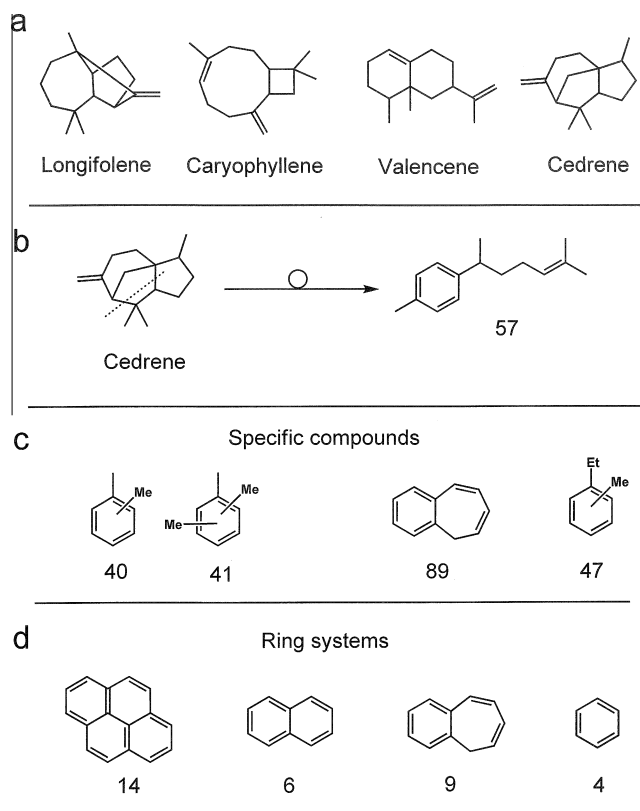 a
Longifolene
Caryophyllene
Valencene
Cedrene
b
Cedrene
57
c
Specific compounds
Me
Me
Me
Et
Me
40
41
89
47
d
Ring systems
14
6
9
4